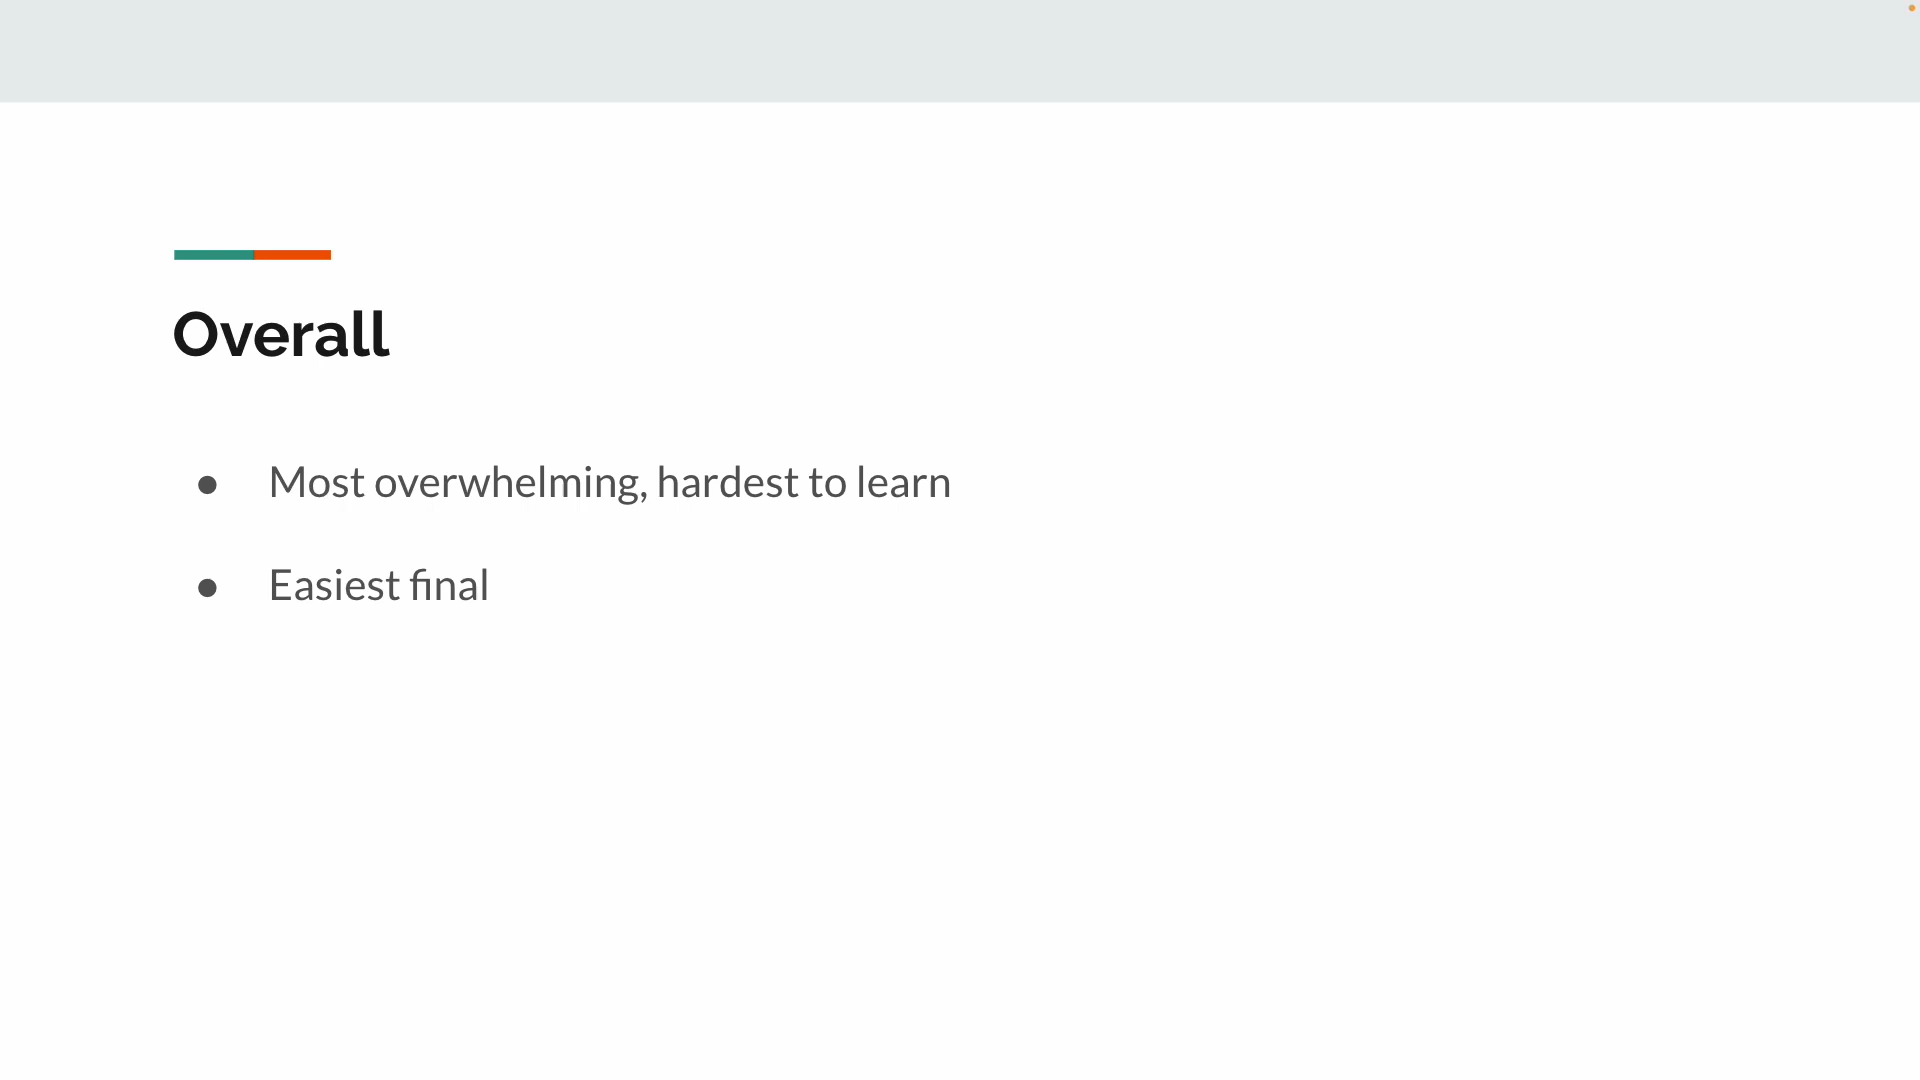 Overall
● Most overwhelming, hardest to learn
● Easiest final